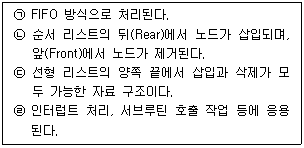 ㉠ FIFO 방식으로 처리된다.
㉡ 순서 리스트의 뒤(Rear)에서 노드가 삽입되며,
앞(Front)에서 노드가 제거된다.
㉢ 선형 리스트의 양쪽 끝에서 삽입과 삭제가 모
두 가능한 자료 구조이다.
㉣ 인터럽트 처리, 서브루틴 호출 작업 등에 응용
된다.